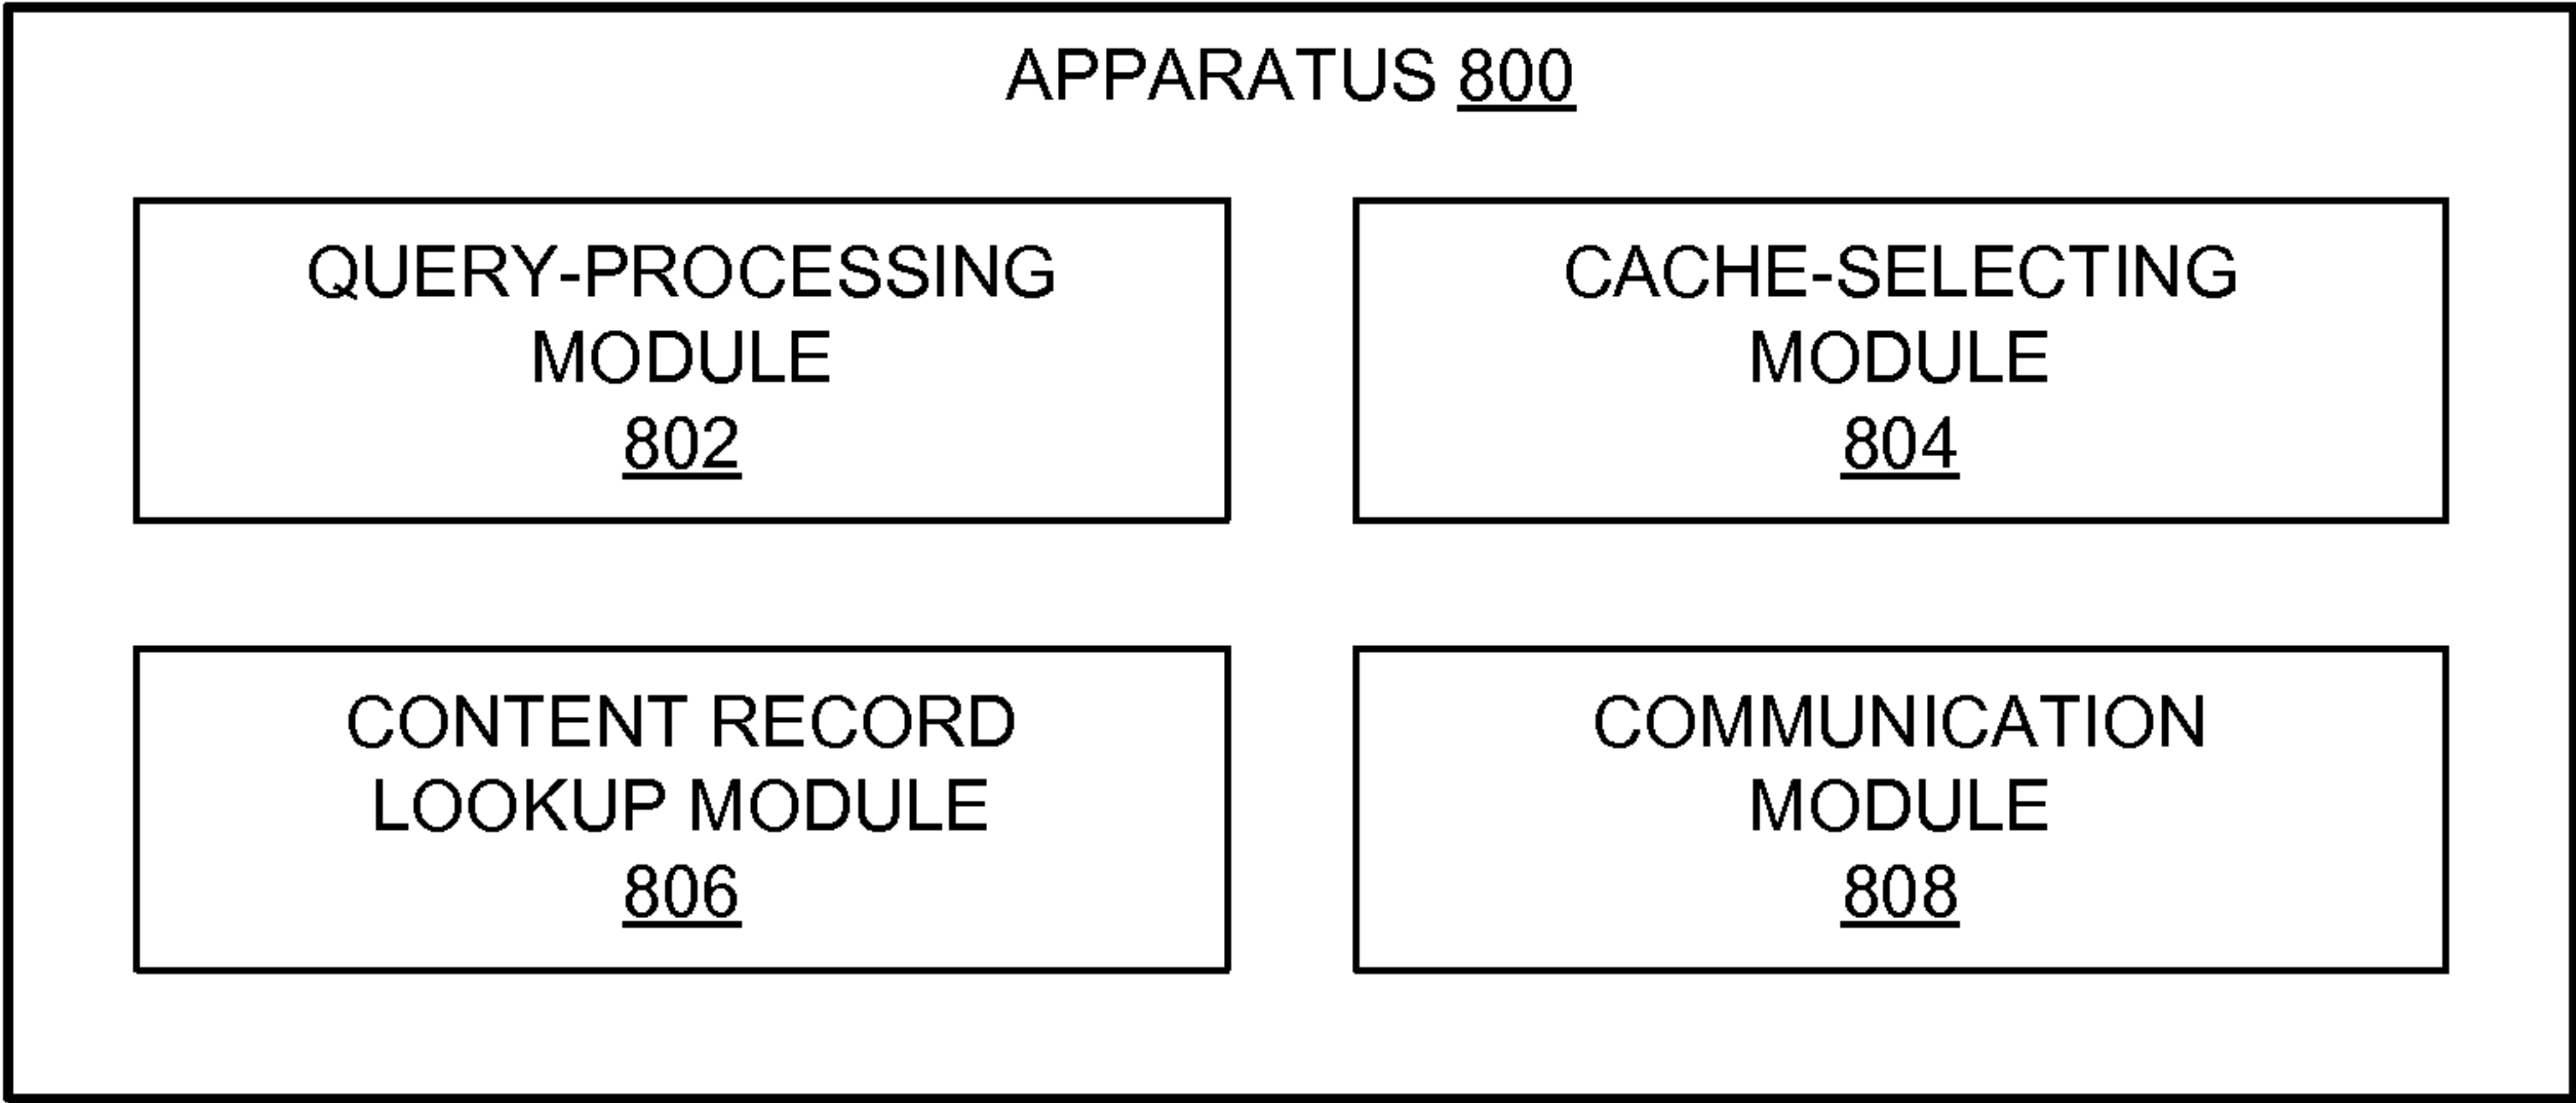 APPARATUS 800
QUERY-PROCESSING
MODULE
802
CACHE-SELECTING
MODULE
804
CONTENT RECORD
LOOKUP MODULE
806
COMMUNICATION
MODULE
808